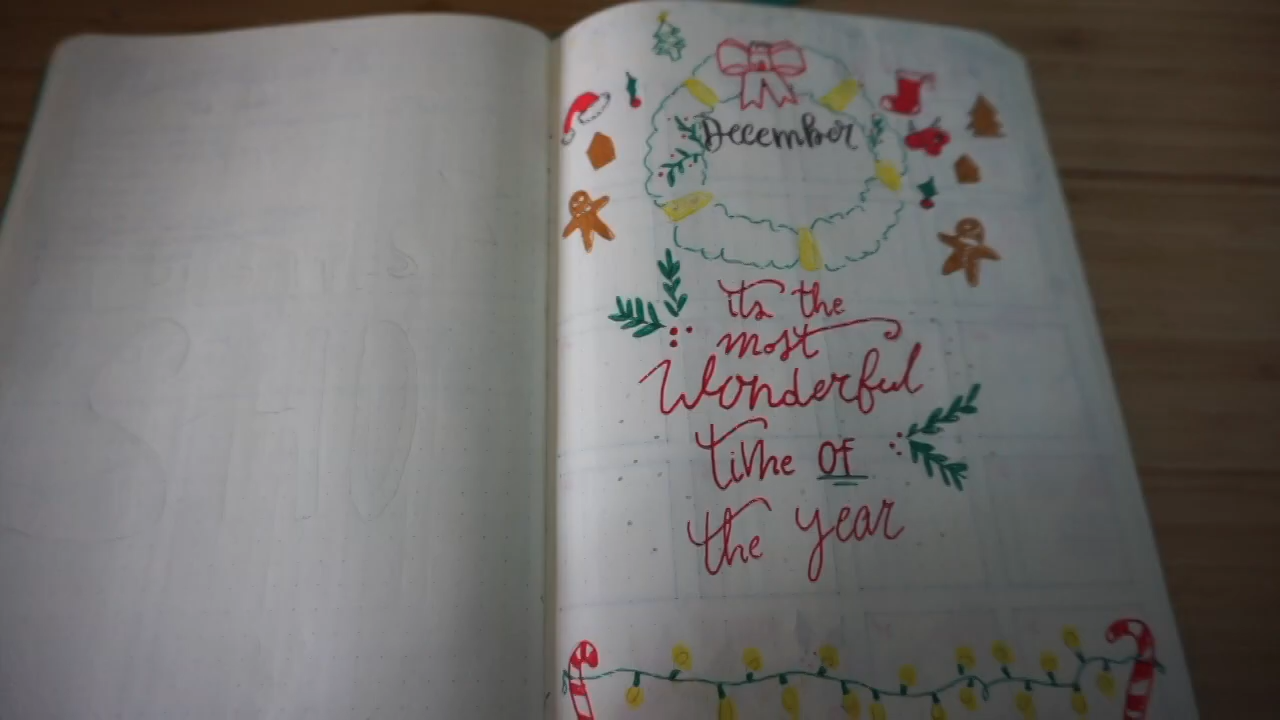 December
its the
most
Wonderful
time of
the year